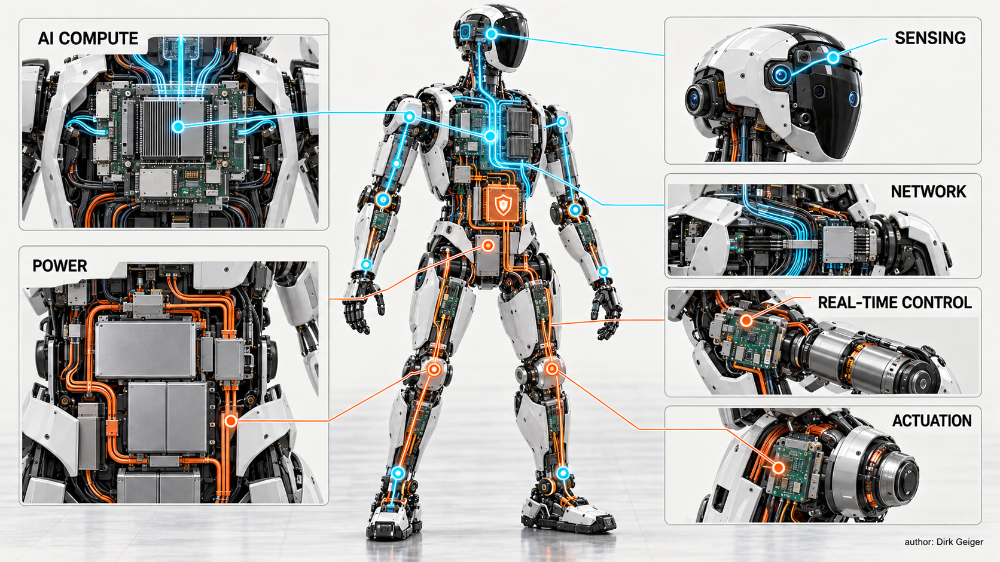 AI COMPUTE
SENSING
NETWORK
POWER
REAL-TIME CONTROL
ACTUATION
author: Dirk Geiger